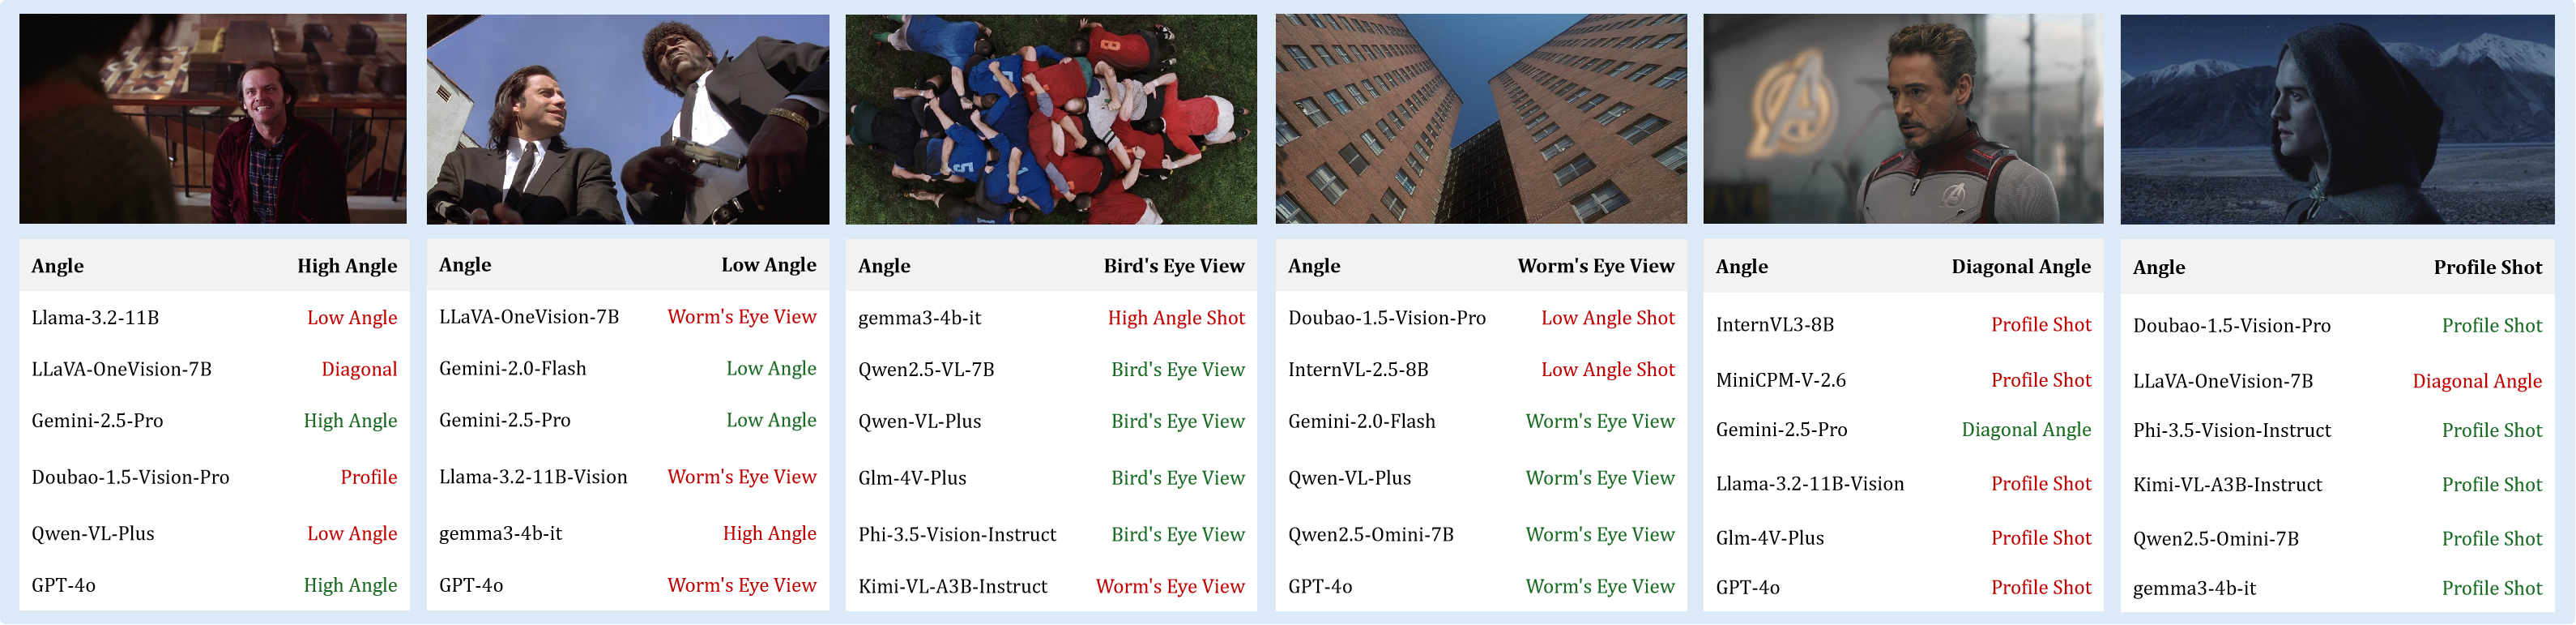 Angle High Angle
Llama-3.2-11B Low Angle
LLaVA-OneVision-7B Diagonal
Gemini-2.5-Pro High Angle
Doubao-1.5-Vision-Pro Profile
Qwen-VL-Plus Low Angle
GPT-4o High Angle
Angle Low Angle
LLaVA-OneVision-7B Worm's Eye View
Gemini-2.0-Flash Low Angle
Gemini-2.5-Pro Low Angle
Llama-3.2-11B-Vision Worm's Eye View
gemma3-4b-it High Angle
GPT-4o Worm's Eye View
8
5
Angle Bird's Eye View
gemma3-4b-it High Angle Shot
Qwen2.5-VL-7B Bird's Eye View
Qwen-VL-Plus Bird's Eye View
Glm-4V-Plus Bird's Eye View
Phi-3.5-Vision-Instruct Bird's Eye View
Kimi-VL-A3B-Instruct Worm's Eye View
Angle Worm's Eye View
Doubao-1.5-Vision-Pro Low Angle Shot
InternVL-2.5-8B Low Angle Shot
Gemini-2.0-Flash Worm's Eye View
Qwen-VL-Plus Worm's Eye View
Qwen2.5-Omini-7B Worm's Eye View
GPT-4o Worm's Eye View
A
Angle Diagonal Angle
InternVL3-8B Profile Shot
MiniCPM-V-2.6 Profile Shot
Gemini-2.5-Pro Diagonal Angle
Llama-3.2-11B-Vision Profile Shot
Glm-4V-Plus Profile Shot
GPT-4o Profile Shot
Angle Profile Shot
Doubao-1.5-Vision-Pro Profile Shot
LLaVA-OneVision-7B Diagonal Angle
Phi-3.5-Vision-Instruct Profile Shot
Kimi-VL-A3B-Instruct Profile Shot
Qwen2.5-Omini-7B Profile Shot
gemma3-4b-it Profile Shot